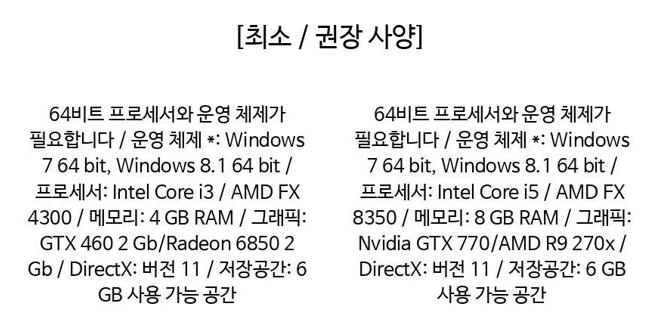 [최소 / 권장 사양]
64비트 프로세서와 운영 체제가
필요합니다 / 운영 체제 *: Windows
7 64 bit, Windows 8.1 64 bit /
프로세서: Intel Core i3 / AMD FX
4300 / 메모리: 4 GB RAM / 그래픽:
GTX 460 2 Gb/Radeon 6850 2
Gb / DirectX: 버전 11 / 저장공간: 6
GB 사용 가능 공간
64비트 프로세서와 운영 체제가
필요합니다 / 운영 체제 *: Windows
7 64 bit, Windows 8.1 64 bit /
프로세서: Intel Core i5 / AMD FX
8350 / 메모리: 8 GB RAM / 그래픽:
Nvidia GTX 770/AMD R9 270x /
DirectX: 버전 11 / 저장공간: 6 GB
사용 가능 공간